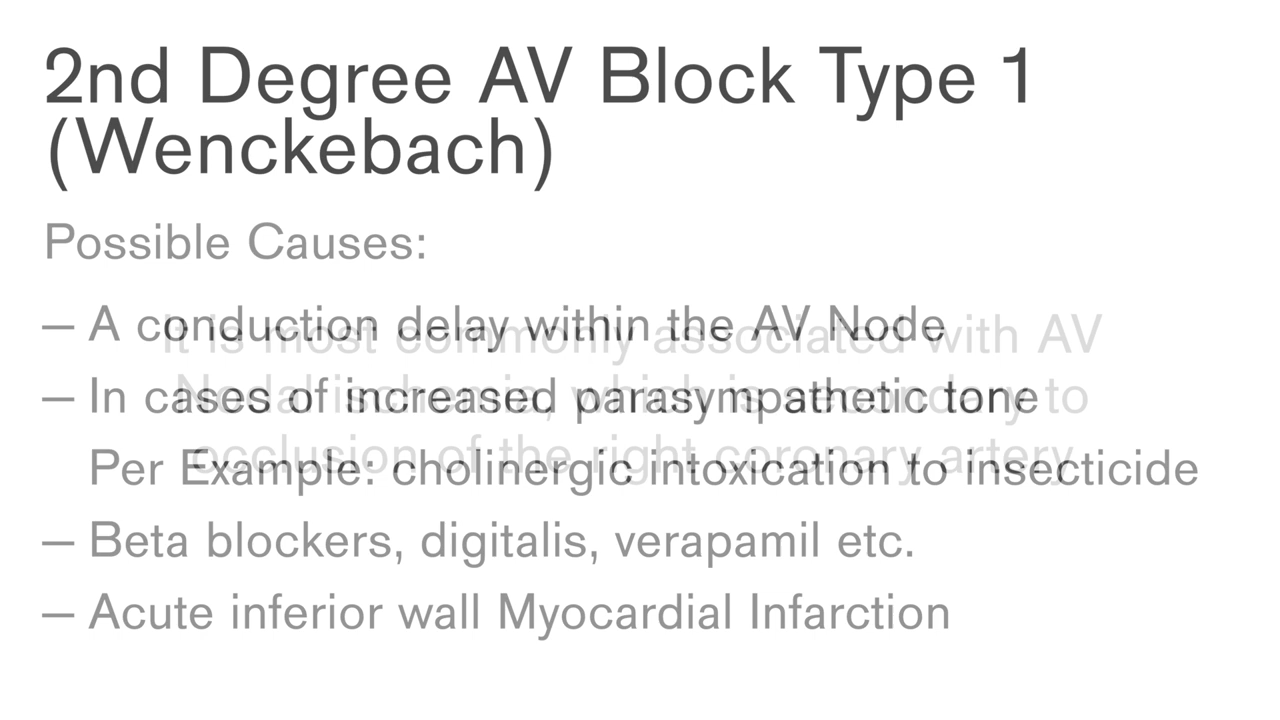 2nd Degree AV Block Type 1
(Wenckebach)
Possible Causes:
— A conduction delay within the AV Node
It is most commonly associated with AV
— In cases of increased parasympathetic tone
Nodal ischemia, which is secondary to
Per Example: cholinergic intoxication to insecticide
occlusion of the right coronary artery
— Beta blockers, digitalis, verapamil etc.
— Acute inferior wall Myocardial Infarction